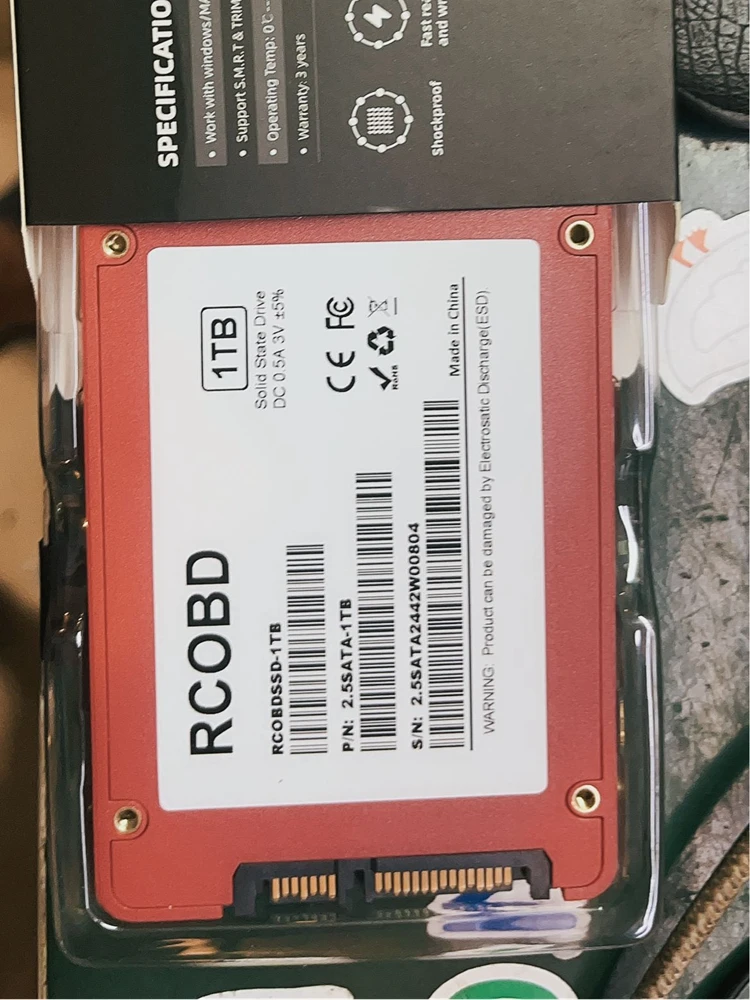 SPECIFICATIO
• Work with windows/MA
• Support S.M.R.T & TRIM
• Operating Temp: 0℃--
• Warranty: 3 years
Shockproof
Fast re
and wr
RCOBD
1TB
Solid State Drive
DC 0.5A 3V ±5%
RCOBDSSD-1TB
P/N: 2.5SATA-1TB
CE FC
RoHS
S/N: 2.5SATA2442W00804
Made in China
WARNING: Product can be damaged by Electrosatic Discharge(ESD)